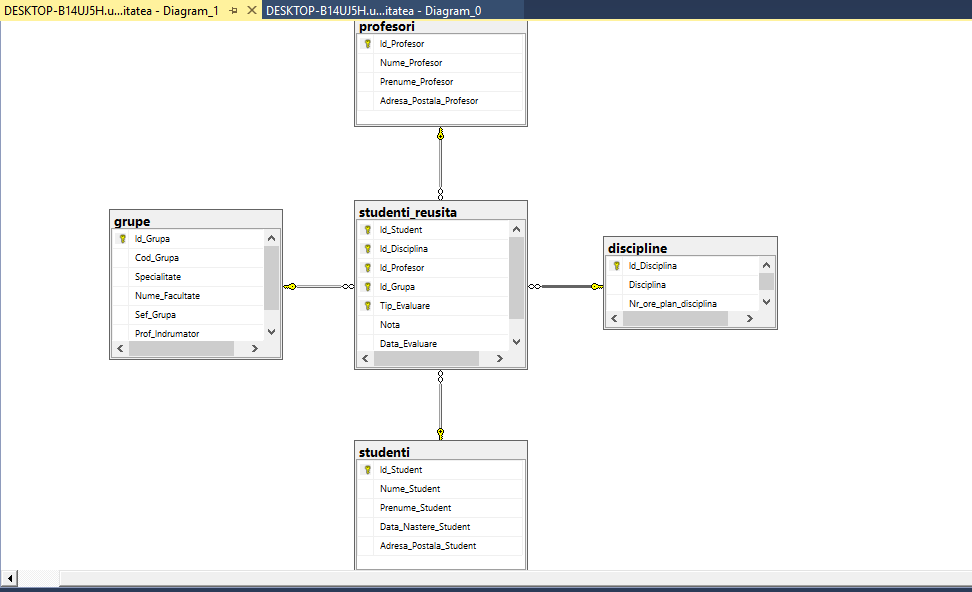 DESKTOP-B14UJ5H.u...itatea - Diagram_1
DESKTOP-B14UJ5H.u...itatea - Diagram_0
profesori
Id_Profesor
Nume_Profesor
Prenume_Profesor
Adresa_Postala_Profesor
grupe
Id_Grupa
Cod_Grupa
Specialitate
Nume_Facultate
Sef_Grupa
Prof_Indrumator
studenti_reusita
Id_Student
Id_Disciplina
Id_Profesor
Id_Grupa
Tip_Evaluare
Nota
Data_Evaluare
discipline
Id_Disciplina
Disciplina
Nr_ore_plan_disciplina
studenti
Id_Student
Nume_Student
Prenume_Student
Data_Nastere_Student
Adresa_Postala_Student